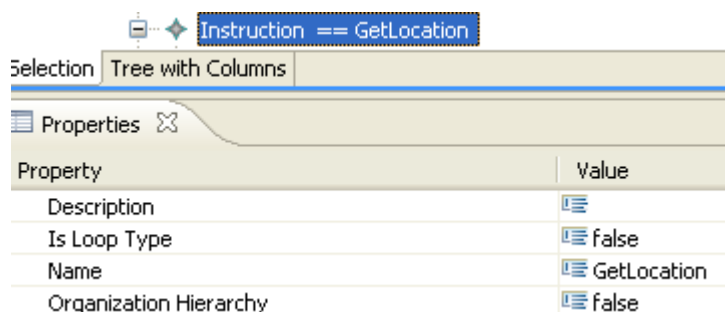 Instruction == GetLocation
Selection Tree with Columns
Properties
Property Value
Description
Is Loop Type false
Name GetLocation
Organization Hierarchy false